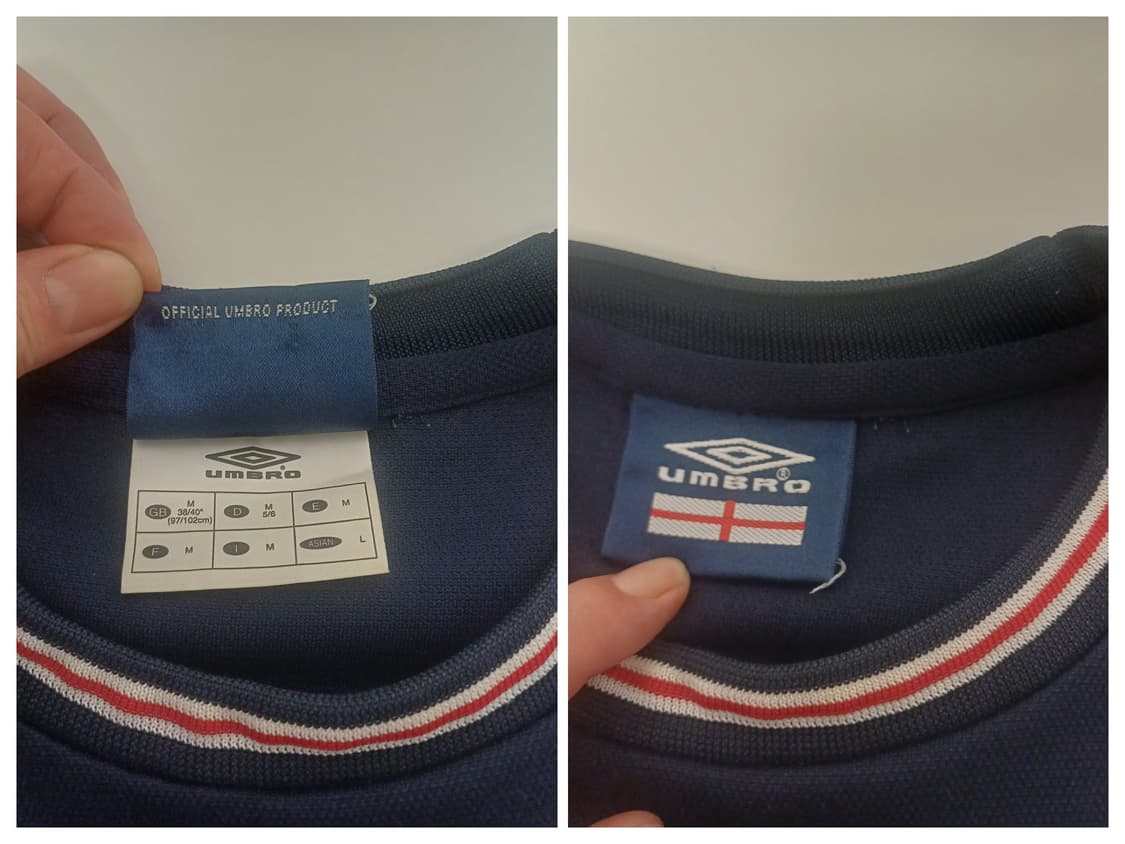 OFFICIAL UMBRO PRODUCT
UMBRO®
GB M 38/40" (97/102cm) D M 5/6 E M
F M I M ASIAN L
UMBRO®